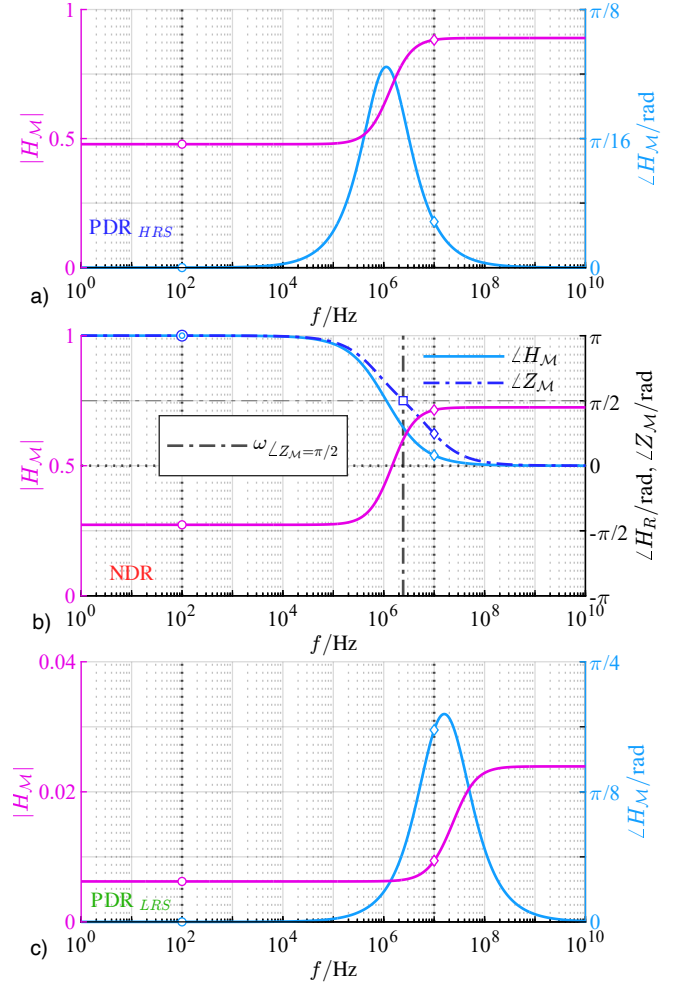 1
π/8
|H_M|
0.5
π/16
∠H_M/rad
PDR HRS
0
0
a)
10^0
10^2
10^4
10^6
10^8
10^10
f/Hz
1
π
∠H_M
∠Z_M
π/2
ω∠Z_M=π/2
|H_M|
0.5
0
∠H_R/rad, ∠Z_M/rad
-π/2
NDR
0
-π
b)
10^0
10^2
10^4
10^6
10^8
10^10
f/Hz
0.04
π/4
|H_M|
0.02
π/8
∠H_M/rad
PDR LRS
0
0
c)
10^0
10^2
10^4
10^6
10^8
10^10
f/Hz